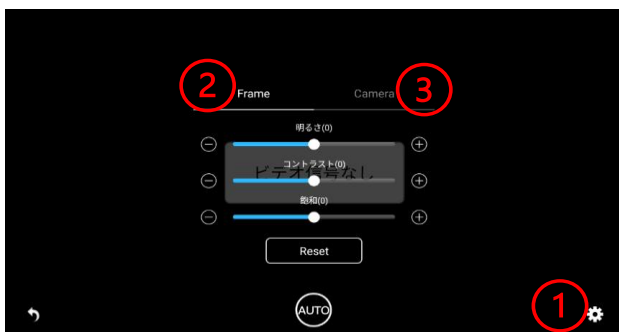 2 Frame Camera 3
明るさ(0)
コントラスト(0)
ビデオ信号なし
飽和(0)
Reset
AUTO
1